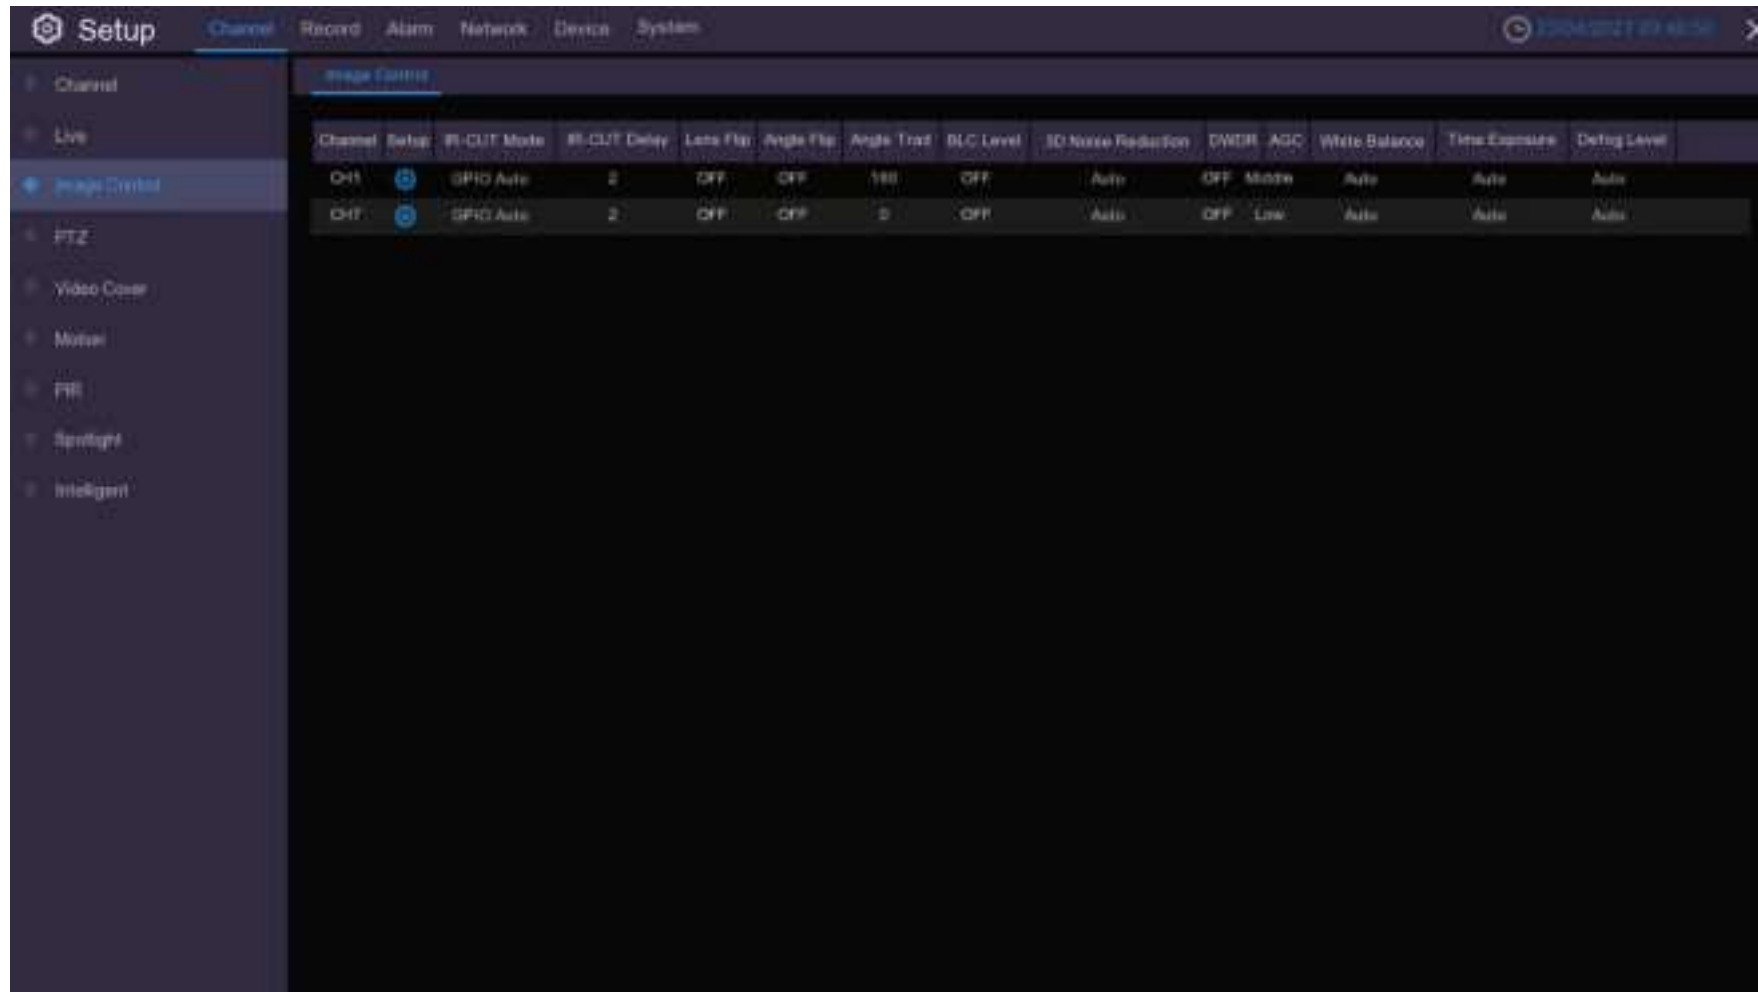 Setup Channel Record Alarm Network Device System
Channel
Live
Image Control
PTZ
Video Cover
Motion
PIR
Spotlight
Intelligent
Image Control
Channel Setup IR-CUT Mode IR-CUT Delay Lens Flip Angle Flip BLC Level 3D Noise Reduction DWDR AGC White Balance Time Exposure Defog Level
CH1 GPIO Auto 2 OFF OFF 180 OFF Auto OFF Middle Auto Auto Auto
CH7 GPIO Auto 2 OFF OFF 0 OFF Auto OFF Low Auto Auto Auto